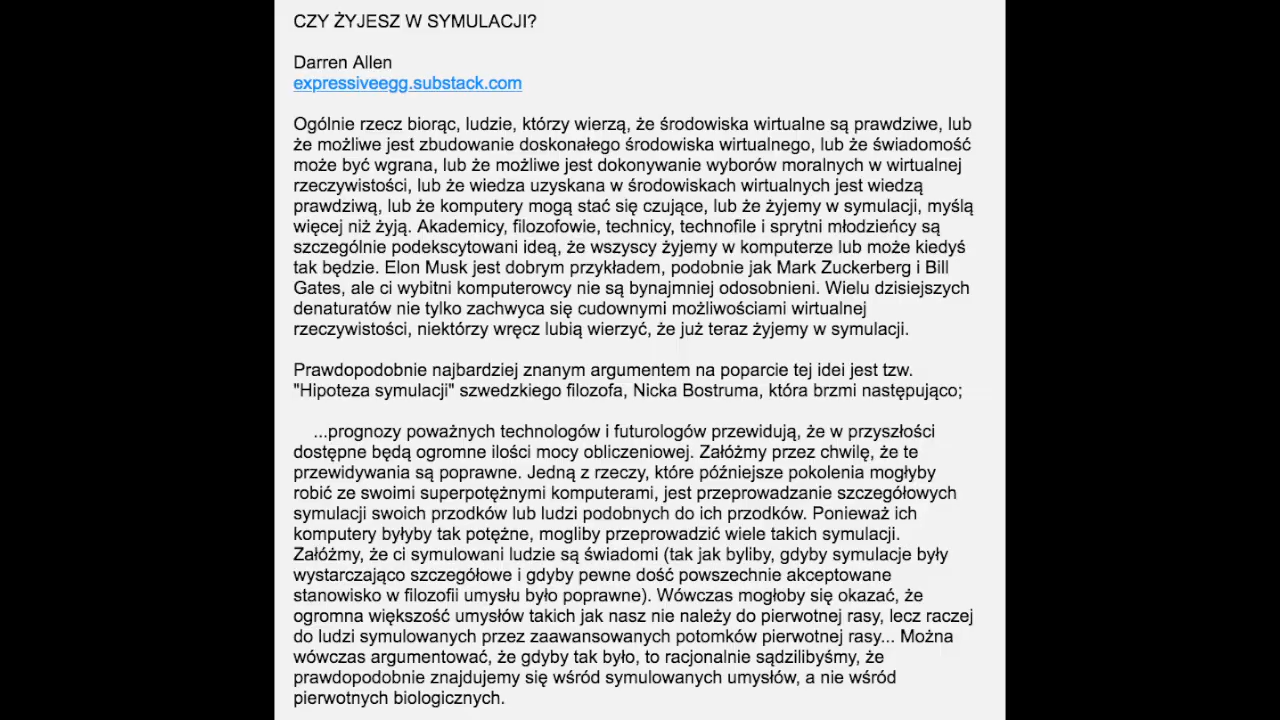 CZY ŻYJESZ W SYMULACJI?
Darren Allen
expressiveegg.substack.com
Ogólnie rzecz biorąc, ludzie, którzy wierzą, że środowiska wirtualne są prawdziwe, lub
że możliwe jest zbudowanie doskonałego środowiska wirtualnego, lub że świadomość
może być wgrana, lub że możliwe jest dokonywanie wyborów moralnych w wirtualnej
rzeczywistości, lub że wiedza uzyskana w środowiskach wirtualnych jest wiedzą
prawdziwą, lub że komputery mogą stać się czujące, lub że żyjemy w symulacji, myślą
więcej niż żyją. Akademicy, filozofowie, technicy, technofile i sprytni młodzieńcy są
szczególnie podekscytowani ideą, że wszyscy żyjemy w komputerze lub może kiedyś
tak będzie. Elon Musk jest dobrym przykładem, podobnie jak Mark Zuckerberg i Bill
Gates, ale ci wybitni komputerowcy nie są bynajmniej odosobnieni. Wielu dzisiejszych
denaturatów nie tylko zachwyca się cudownymi możliwościami wirtualnej
rzeczywistości, niektórzy wręcz lubią wierzyć, że już teraz żyjemy w symulacji.
Prawdopodobnie najbardziej znanym argumentem na poparcie tej idei jest tzw.
"Hipoteza symulacji" szwedzkiego filozofa, Nicka Bostruma, która brzmi następująco;
...prognozy poważnych technologów i futurologów przewidują, że w przyszłości
dostępne będą ogromne ilości mocy obliczeniowej. Załóżmy przez chwilę, że te
przewidywania są poprawne. Jedną z rzeczy, które późniejsze pokolenia mogłyby
robić ze swoimi superpotężnymi komputerami, jest przeprowadzanie szczegółowych
symulacji swoich przodków lub ludzi podobnych do ich przodków. Ponieważ ich
komputery byłyby tak potężne, mogliby przeprowadzić wiele takich symulacji.
Załóżmy, że ci symulowani ludzie są świadomi (tak jak byliby, gdyby symulacje były
wystarczająco szczegółowe i gdyby pewne dość powszechnie akceptowane
stanowisko w filozofii umysłu było poprawne). Wówczas mogłoby się okazać, że
ogromna większość umysłów takich jak nasz nie należy do pierwotnej rasy, lecz raczej
do ludzi symulowanych przez zaawansowanych potomków pierwotnej rasy... Można
wówczas argumentować, że gdyby tak było, to racjonalnie sądzilibyśmy, że
prawdopodobnie znajdujemy się wśród symulowanych umysłów, a nie wśród
pierwotnych biologicznych.